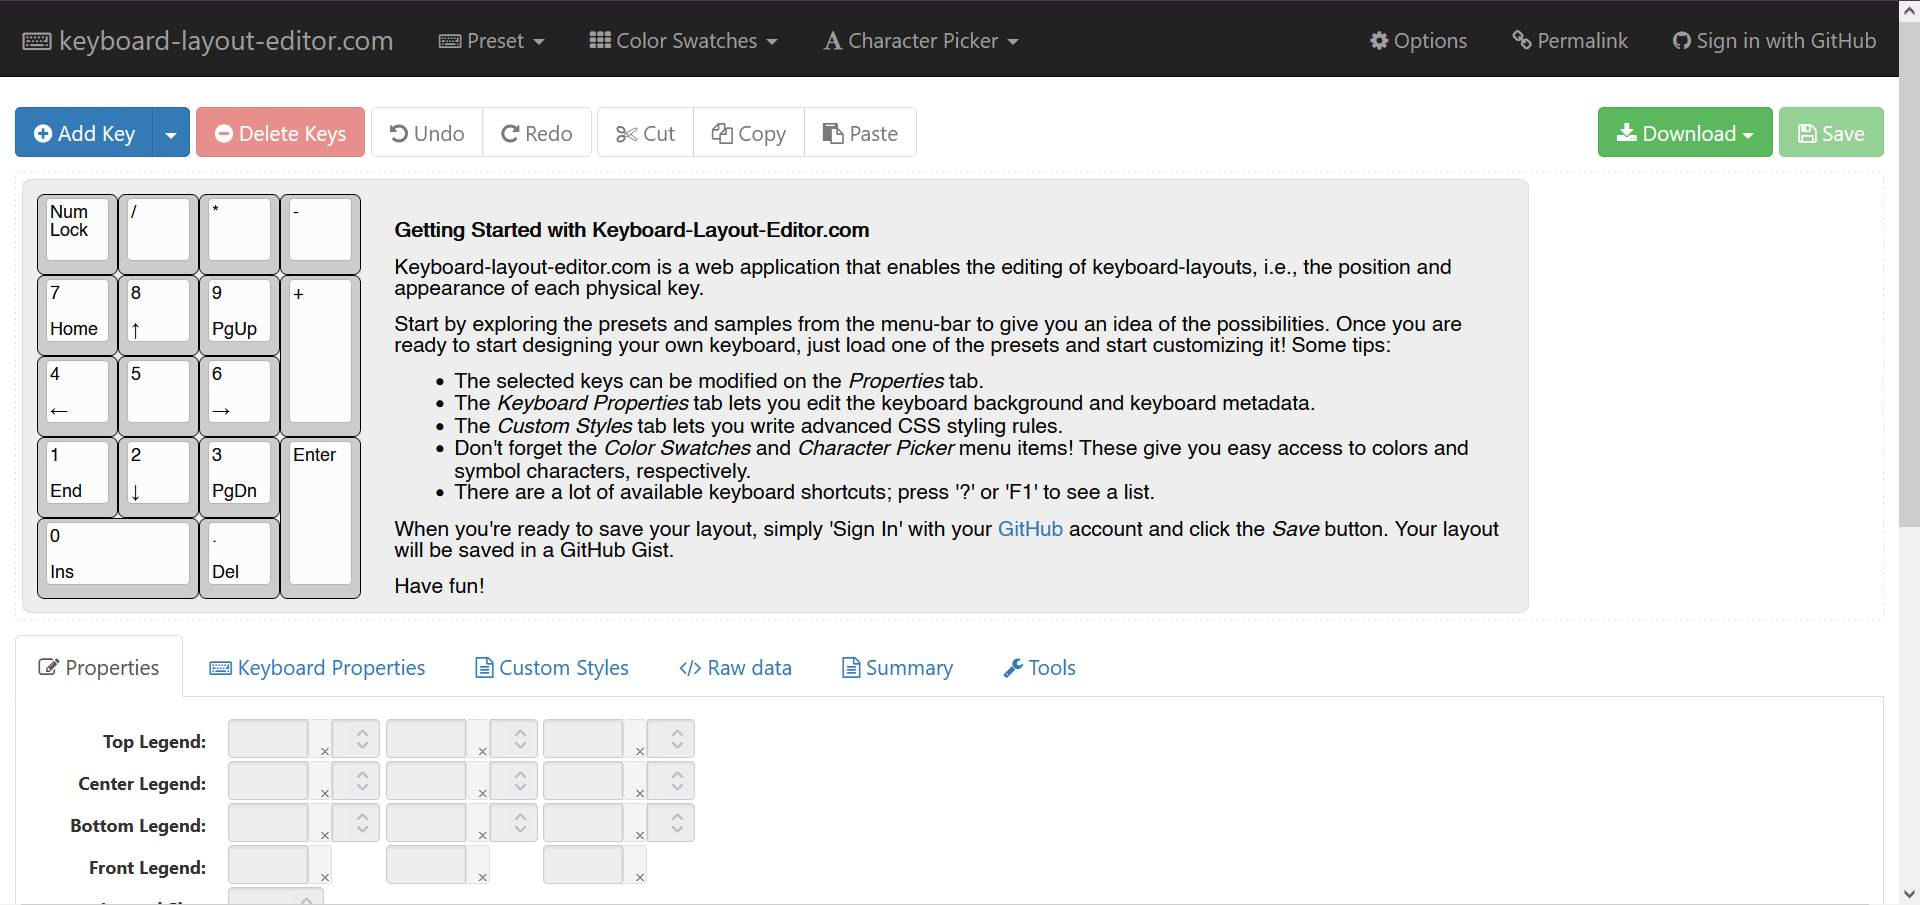 keyboard-layout-editor.com Preset Color Swatches Character Picker Options Permalink Sign in with GitHub
Add Key Delete Keys Undo Redo Cut Copy Paste Download Save
Num Lock / * -
7 Home 8 ↑ 9 PgUp +
4 ← 5 6 →
1 End 2 ↓ 3 PgDn Enter
0 Ins . Del
Getting Started with Keyboard-Layout-Editor.com
Keyboard-layout-editor.com is a web application that enables the editing of keyboard-layouts, i.e., the position and
appearance of each physical key.
Start by exploring the presets and samples from the menu-bar to give you an idea of the possibilities. Once you are
ready to start designing your own keyboard, just load one of the presets and start customizing it! Some tips:
• The selected keys can be modified on the Properties tab.
• The Keyboard Properties tab lets you edit the keyboard background and keyboard metadata.
• The Custom Styles tab lets you write advanced CSS styling rules.
• Don't forget the Color Swatches and Character Picker menu items! These give you easy access to colors and
symbol characters, respectively.
• There are a lot of available keyboard shortcuts; press '?' or 'F1' to see a list.
When you're ready to save your layout, simply 'Sign In' with your GitHub account and click the Save button. Your layout
will be saved in a GitHub Gist.
Have fun!
Properties Keyboard Properties Custom Styles Raw data Summary Tools
Top Legend:
Center Legend:
Bottom Legend:
Front Legend: